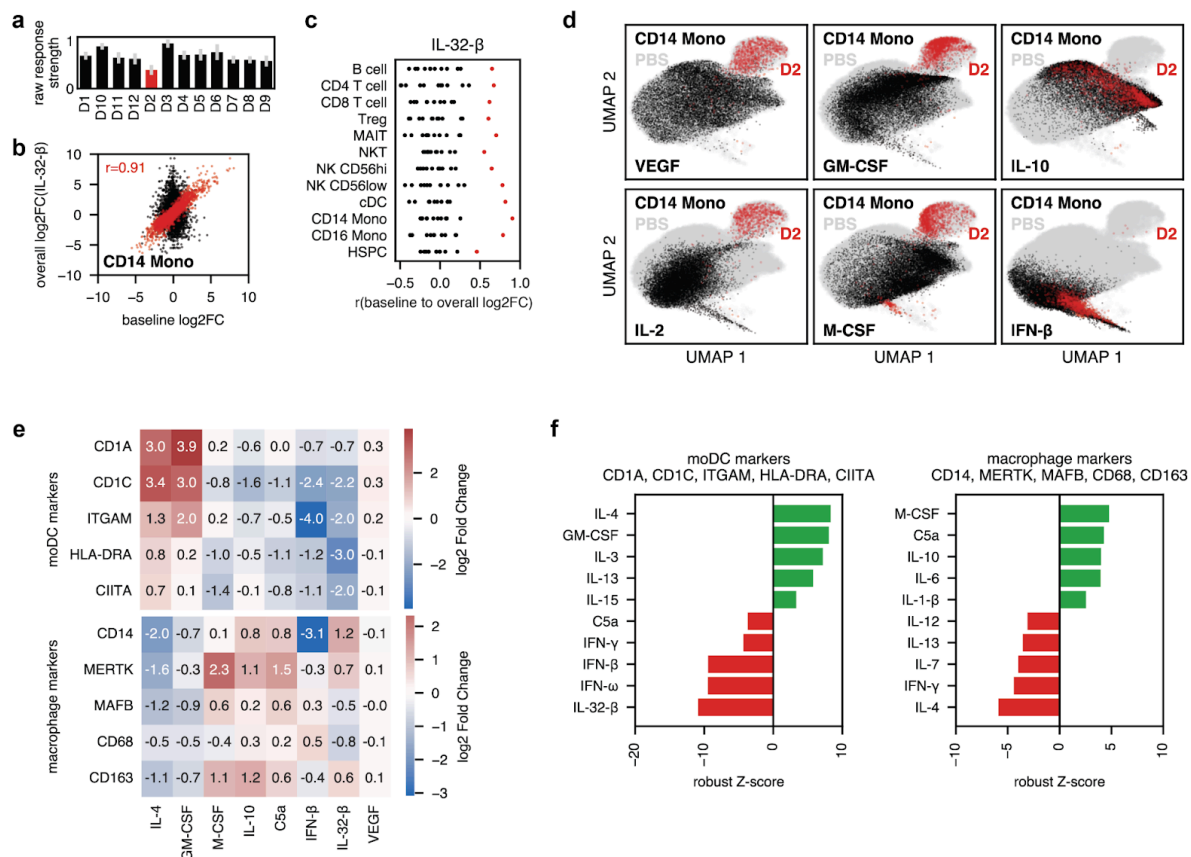 a
raw response
strength
1
0
D1
D10
D11
D12
D2
D3
D4
D5
D6
D7
D8
D9
b
overall log2FC(IL-32-β)
10
5
0
−5
−10
r=0.91
CD14 Mono
−10
−5
0
5
10
baseline log2FC
c
IL-32-β
B cell
CD4 T cell
CD8 T cell
Treg
MAIT
NKT
NK CD56hi
NK CD56low
cDC
CD14 Mono
CD16 Mono
HSPC
−0.5
0.0
0.5
1.0
r(baseline to overall log2FC)
d
UMAP 2
CD14 Mono
PBS
D2
VEGF
CD14 Mono
PBS
D2
GM-CSF
CD14 Mono
PBS
D2
IL-10
UMAP 2
CD14 Mono
PBS
D2
IL-2
CD14 Mono
PBS
D2
M-CSF
CD14 Mono
PBS
D2
IFN-β
UMAP 1
UMAP 1
UMAP 1
e
moDC markers
CD1A 3.0 3.9 0.2 -0.6 0.0 -0.7 -0.7 0.3
CD1C 3.4 3.0 -0.8 -1.6 -1.1 -2.4 -2.2 0.3
ITGAM 1.3 2.0 0.2 -0.7 -0.5 -4.0 -2.0 0.2
HLA-DRA 0.8 0.2 -1.0 -0.5 -1.1 -1.2 -3.0 -0.1
CIITA 0.7 0.1 -1.4 -0.1 -0.8 -1.1 -2.0 -0.1
2
0
−2
log2 Fold Change
macrophage markers
CD14 -2.0 -0.7 0.1 0.8 0.8 -3.1 1.2 -0.1
MERTK -1.6 -0.3 2.3 1.1 1.5 -0.3 0.7 0.1
MAFB -1.2 -0.9 0.6 0.2 0.6 0.3 -0.5 -0.0
CD68 -0.5 -0.5 -0.4 0.3 0.2 0.5 -0.8 -0.1
CD163 -1.1 -0.7 1.1 1.2 0.6 -0.4 0.6 0.1
2
1
0
−1
−2
−3
log2 Fold Change
IL-4
GM-CSF
M-CSF
IL-10
C5a
IFN-β
IL-32-β
VEGF
f
moDC markers
CD1A, CD1C, ITGAM, HLA-DRA, CIITA
IL-4
GM-CSF
IL-3
IL-13
IL-15
C5a
IFN-γ
IFN-β
IFN-ω
IL-32-β
−20
−10
0
10
robust Z-score
macrophage markers
CD14, MERTK, MAFB, CD68, CD163
M-CSF
C5a
IL-10
IL-6
IL-1-β
IL-12
IL-13
IL-7
IFN-γ
IL-4
−10
−5
0
5
10
robust Z-score